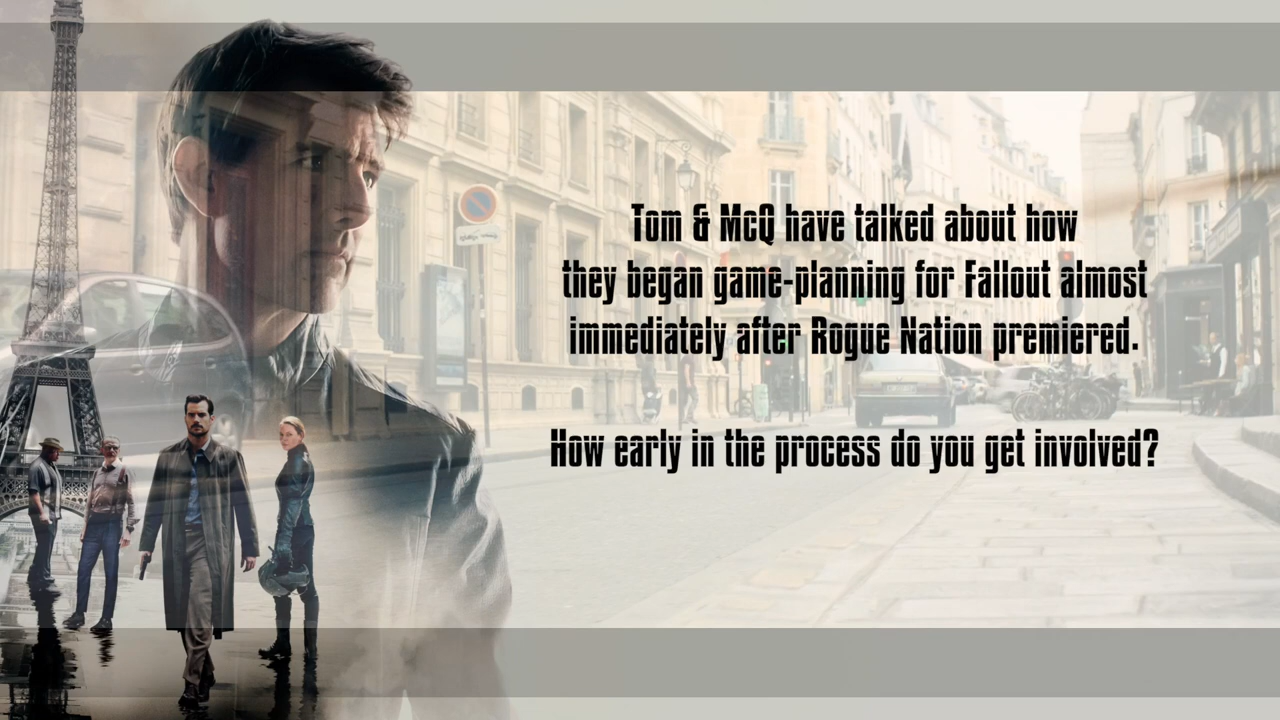 Tom & McQ have talked about how
they began game-planning for Fallout almost
immediately after Rogue Nation premiered.
How early in the process do you get involved?